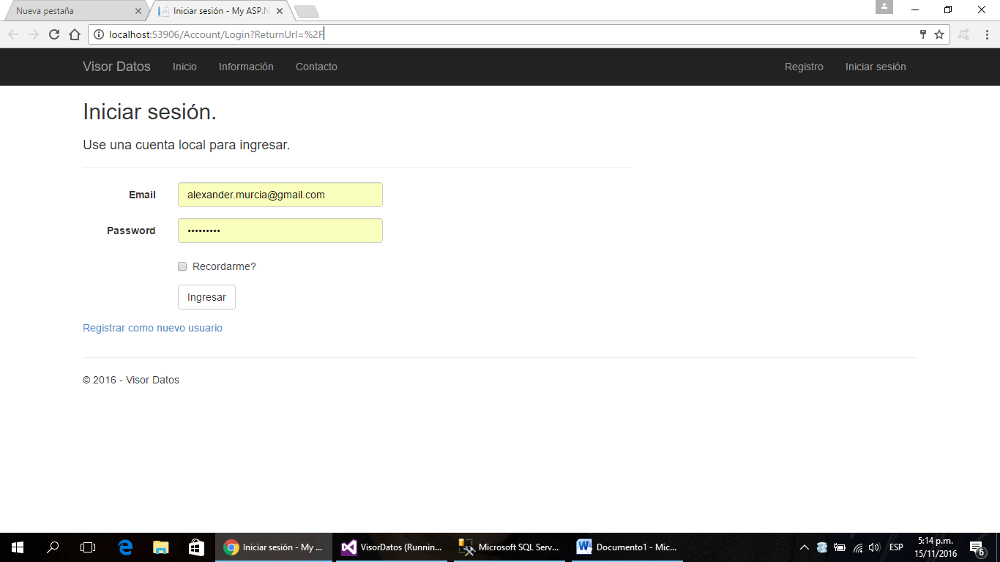 Nueva pestaña
Iniciar sesión - My ASP.N
localhost:53906/Account/Login?ReturnUrl=%2F
Visor Datos Inicio Información Contacto Registro Iniciar sesión
Iniciar sesión.
Use una cuenta local para ingresar.
Email alexander.murcia@gmail.com
Password •••••••••
Recordarme?
Ingresar
Registrar como nuevo usuario
© 2016 - Visor Datos
Iniciar sesión - My ...
VisorDatos (Runnin...
Microsoft SQL Serv...
Documento1 - Mic...
ESP
5:14 p.m.
15/11/2016
6